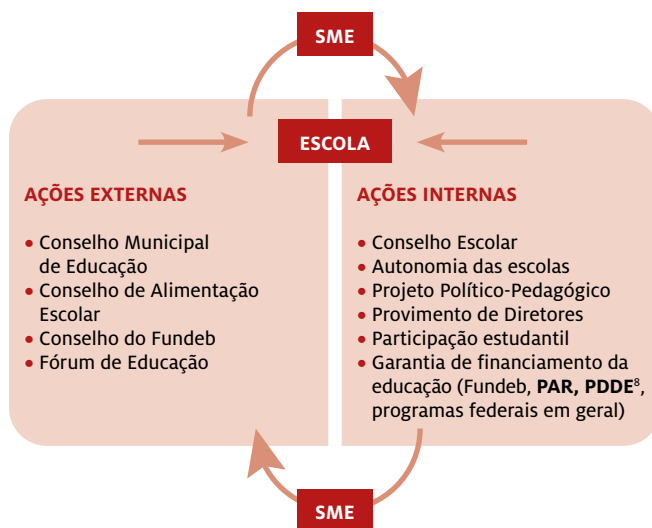 SME
ESCOLA
AÇÕES EXTERNAS
• Conselho Municipal
de Educação
• Conselho de Alimentação
Escolar
• Conselho do Fundeb
• Fórum de Educação
AÇÕES INTERNAS
• Conselho Escolar
• Autonomia das escolas
• Projeto Político-Pedagógico
• Provimento de Diretores
• Participação estudantil
• Garantia de financiamento da
educação (Fundeb, PAR, PDDE⁸,
programas federais em geral)
SME